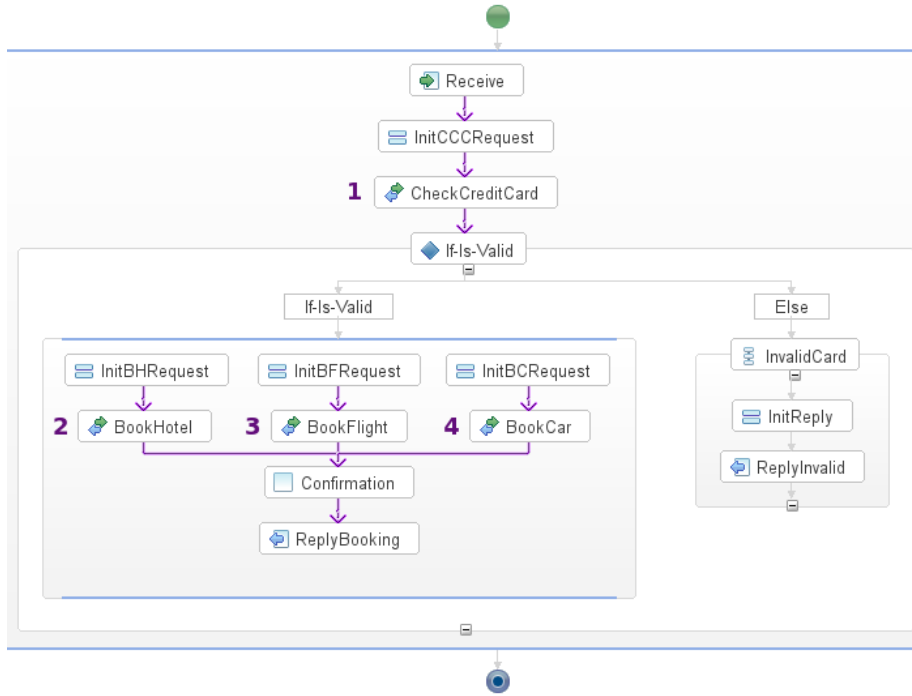 Receive
InitCCCRequest
1 CheckCreditCard
If-Is-Valid
If-Is-Valid Else
InvalidCard
InitBHRequest InitBFRequest InitBCRequest
InitReply
2 BookHotel 3 BookFlight 4 BookCar
ReplyInvalid
Confirmation
ReplyBooking